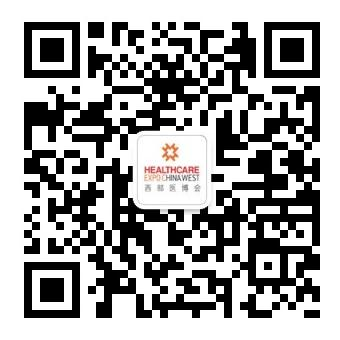 HEALTHCARE
EXPO CHINA WEST
西部医博会